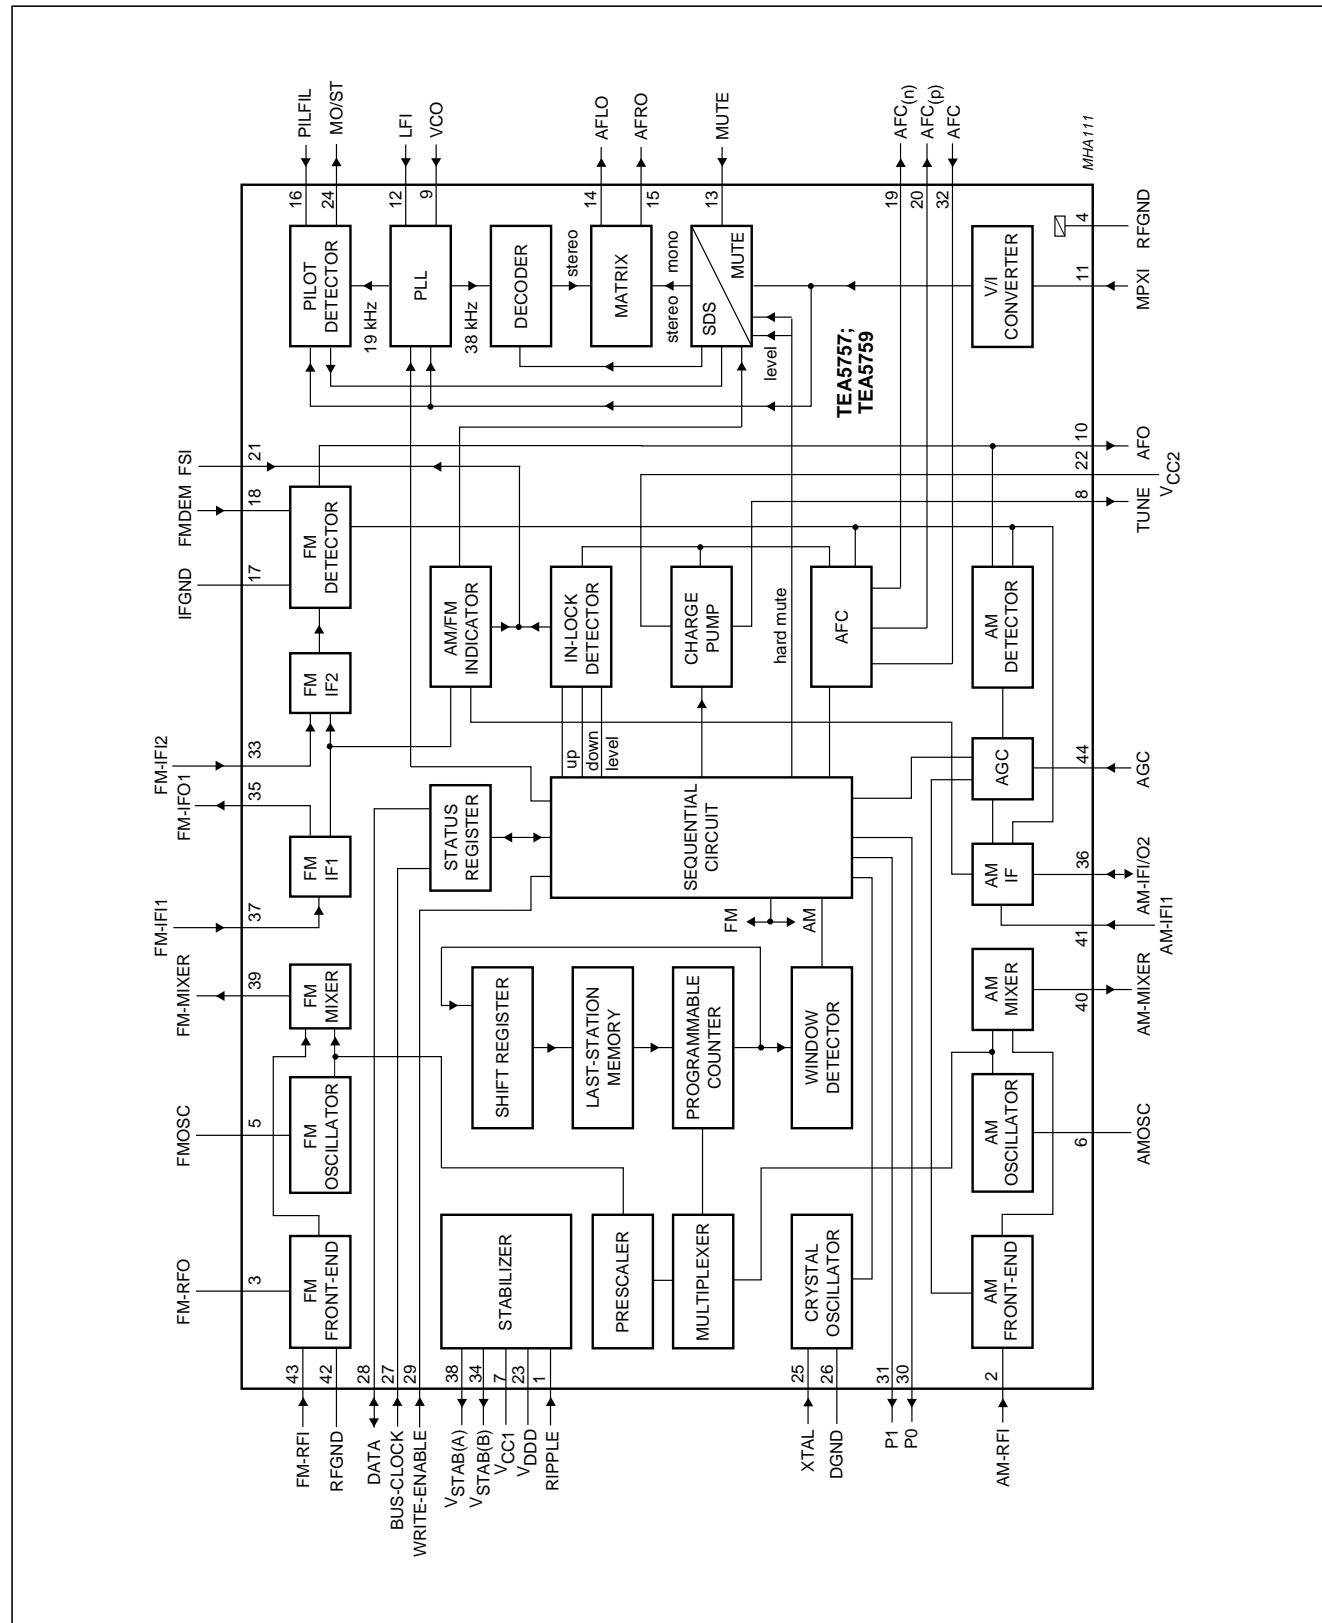 PILFIL
MO/ST
LFI
VCO
AFLO
AFRO
MUTE
AFC(n)
AFC(p)
AFC
MHA111
16
24
12
9
14
15
13
19
20
32
4
RFGND
PILOT
DETECTOR
19 kHz
PLL
38 kHz
DECODER
stereo
MATRIX
stereo
mono
SDS
MUTE
level
TEA5757;
TEA5759
V/I
CONVERTER
11
MPXI
FSI
21
FMDEM
18
IFGND
17
FM
DETECTOR
10
AFO
22
VCC2
8
TUNE
AM/FM
INDICATOR
IN-LOCK
DETECTOR
CHARGE
PUMP
hard mute
AFC
AM
DETECTOR
FM
IF2
FM-IFI2
33
FM-IFO1
35
up
down
level
AGC
44
AGC
STATUS
REGISTER
SEQUENTIAL
CIRCUIT
FM
IF1
FM-IFI1
37
AM
IF
36
AM-IFI/O2
41
AM-IFI1
FM
AM
FM-MIXER
39
FM
MIXER
SHIFT REGISTER
LAST-STATION
MEMORY
PROGRAMMABLE
COUNTER
WINDOW
DETECTOR
AM
MIXER
40
AM-MIXER
FMOSC
5
FM
OSCILLATOR
AM
OSCILLATOR
6
AMOSC
FM-RFO
3
FM
FRONT-END
STABILIZER
PRESCALER
MULTIPLEXER
CRYSTAL
OSCILLATOR
AM
FRONT-END
43
42
28
27
29
38
34
7
23
1
25
26
31
30
2
FM-RFI
RFGND
DATA
BUS-CLOCK
WRITE-ENABLE
VSTAB(A)
VSTAB(B)
VCC1
VDDD
RIPPLE
XTAL
DGND
P1
P0
AM-RFI